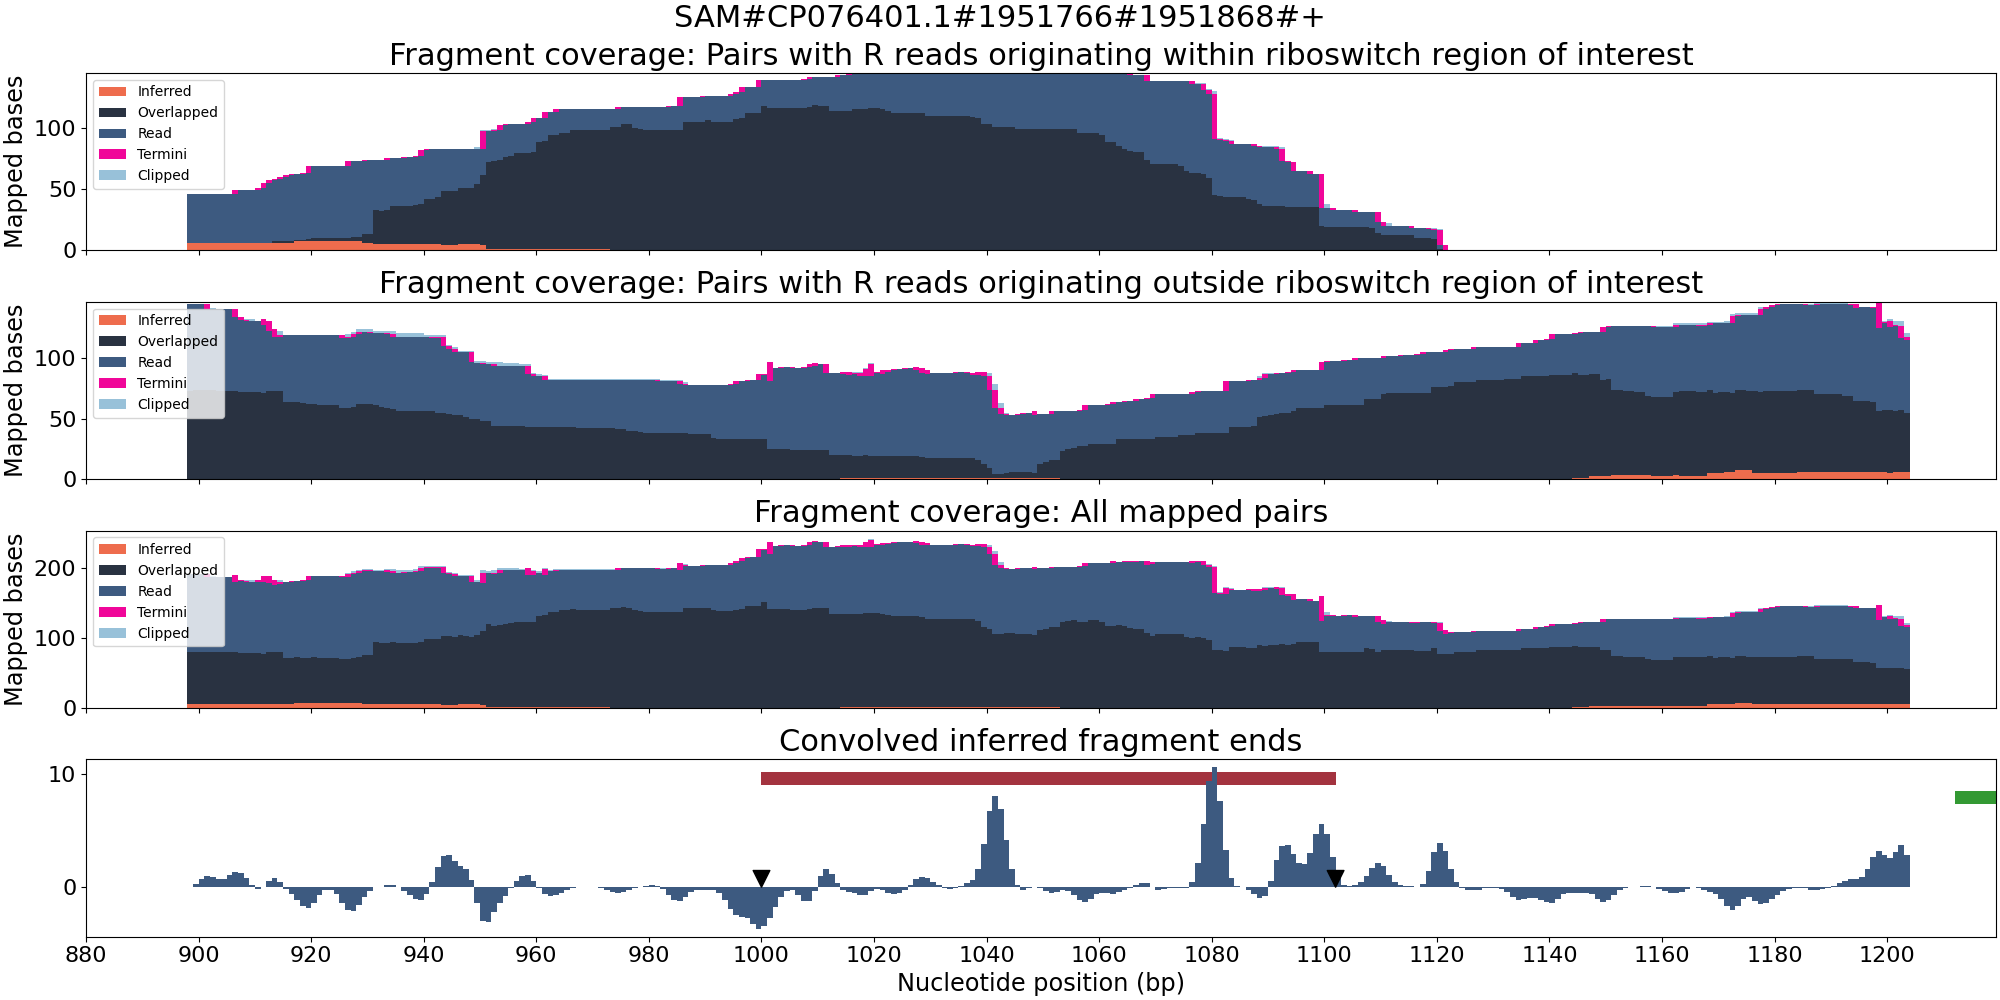 SAM#CP076401.1#1951766#1951868#+
Fragment coverage: Pairs with R reads originating within riboswitch region of interest
Mapped bases
100
50
0
Inferred
Overlapped
Read
Termini
Clipped
Fragment coverage: Pairs with R reads originating outside riboswitch region of interest
Mapped bases
100
50
0
Inferred
Overlapped
Read
Termini
Clipped
Fragment coverage: All mapped pairs
Mapped bases
200
100
0
Inferred
Overlapped
Read
Termini
Clipped
Convolved inferred fragment ends
10
0
880 900 920 940 960 980 1000 1020 1040 1060 1080 1100 1120 1140 1160 1180 1200
Nucleotide position (bp)